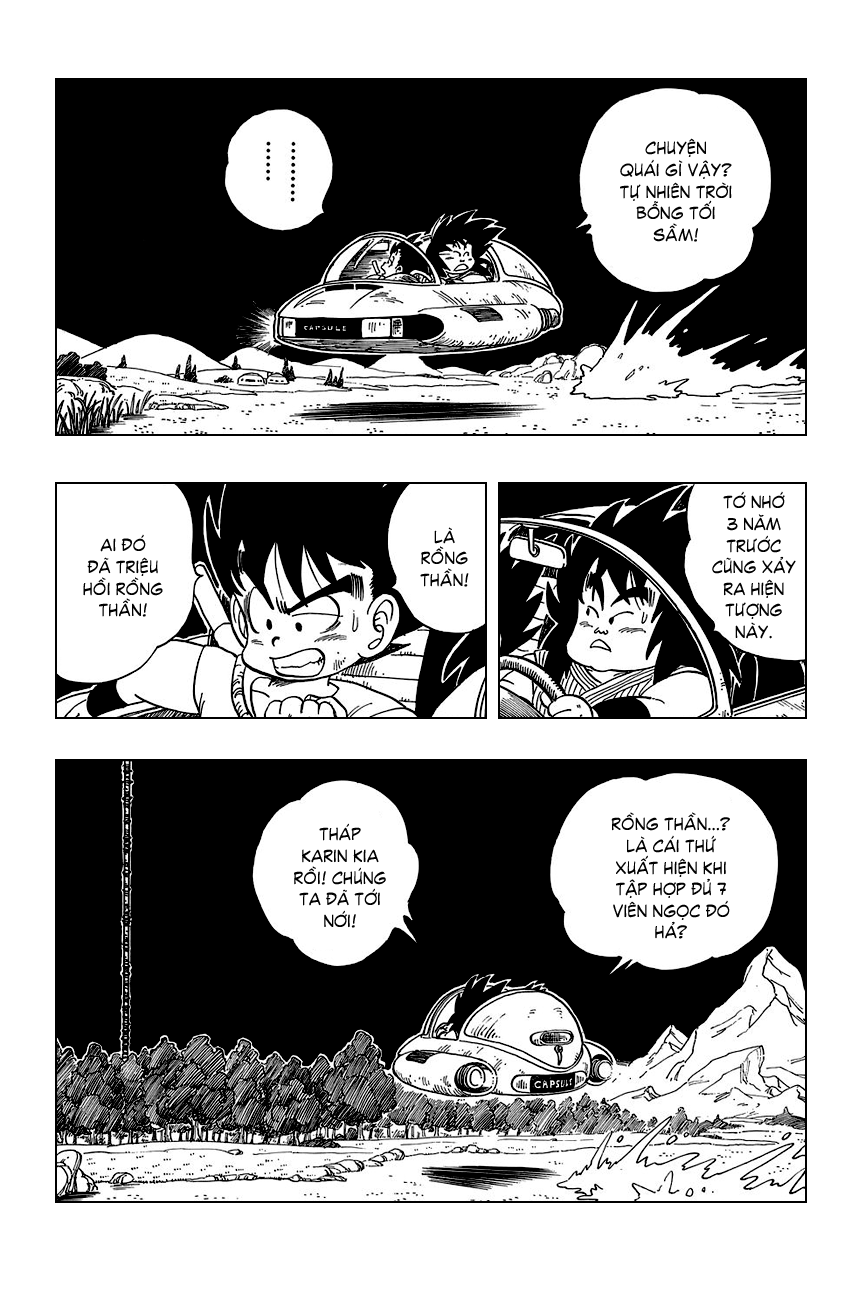 CHUYỆN
QUÁI GÌ VẬY?
TỰ NHIÊN TRỜI
BỖNG TỐI
SẦM!
........
........
CAPSULE
TỚ NHỚ
3 NĂM
TRƯỚC
CŨNG XẢY
RA HIỆN
TƯỢNG
NÀY.
LÀ
RỒNG
THẦN!
AI ĐÓ
ĐÃ TRIỆU
HỒI RỒNG
THẦN!
RỒNG THẦN...?
LÀ CÁI THỨ
XUẤT HIỆN KHI
TẬP HỢP ĐỦ 7
VIÊN NGỌC ĐÓ
HẢ?
THÁP
KARIN KIA
RỒI! CHÚNG
TA ĐÃ TỚI
NƠI!
CAPSULE